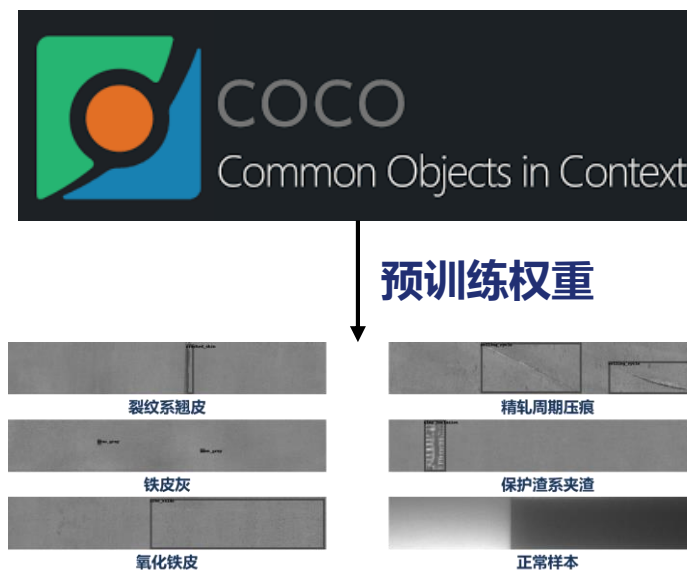 COCO
Common Objects in Context
预训练权重
裂纹系翘皮
精轧周期压痕
铁皮灰
保护渣系夹渣
氧化铁皮
正常样本